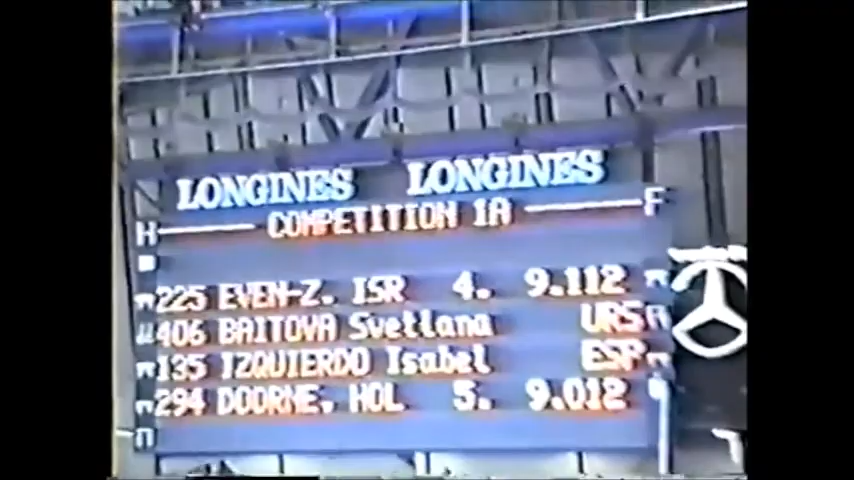 LONGINES LONGINES
COMPETITION 1A
225 EVEN-Z. ISR 4. 9.112
406 BAITOVA Svetlana URS
135 IZQUIERDO Isabel ESP
294 DOORNE, HOL 5. 9.012